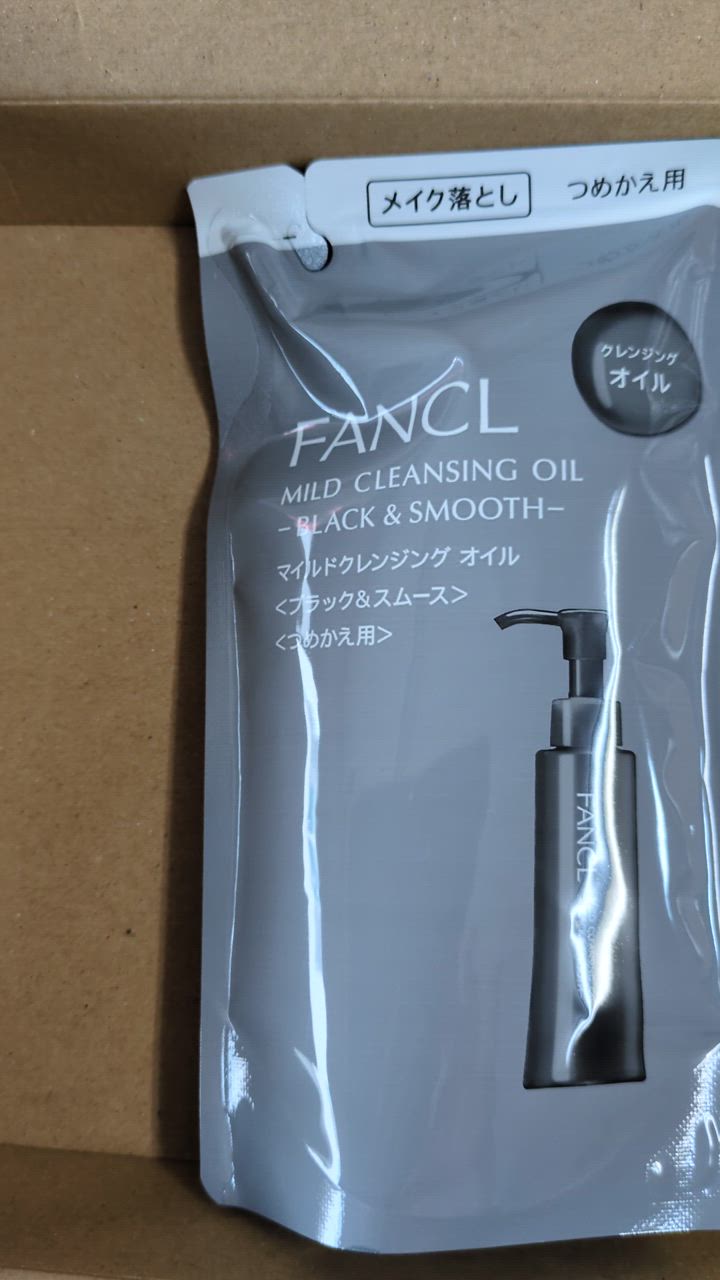 メイク落とし
つめかえ用
クレンジング
オイル
FANCL
MILD CLEANSING OIL
-BLACK & SMOOTH-
マイルドクレンジング オイル
<ブラック&スムース>
<つめかえ用>
FANCL